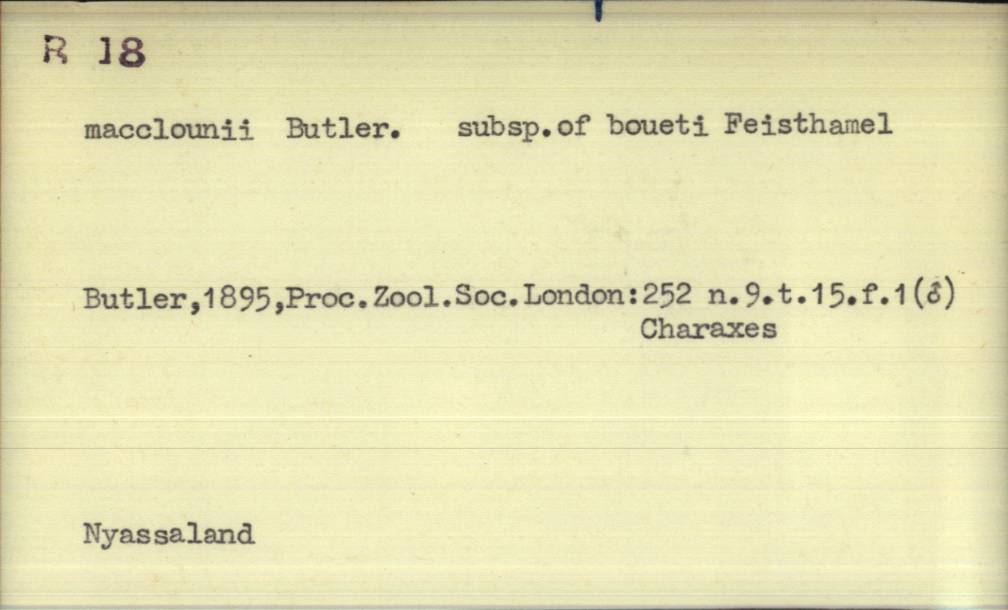 R 18
macclounii Butler. subsp.of boueti Feisthamel
Butler,1895,Proc.Zool.Soc.London:252 n.9.t.15.f.1(♂)
Charaxes
Nyassaland